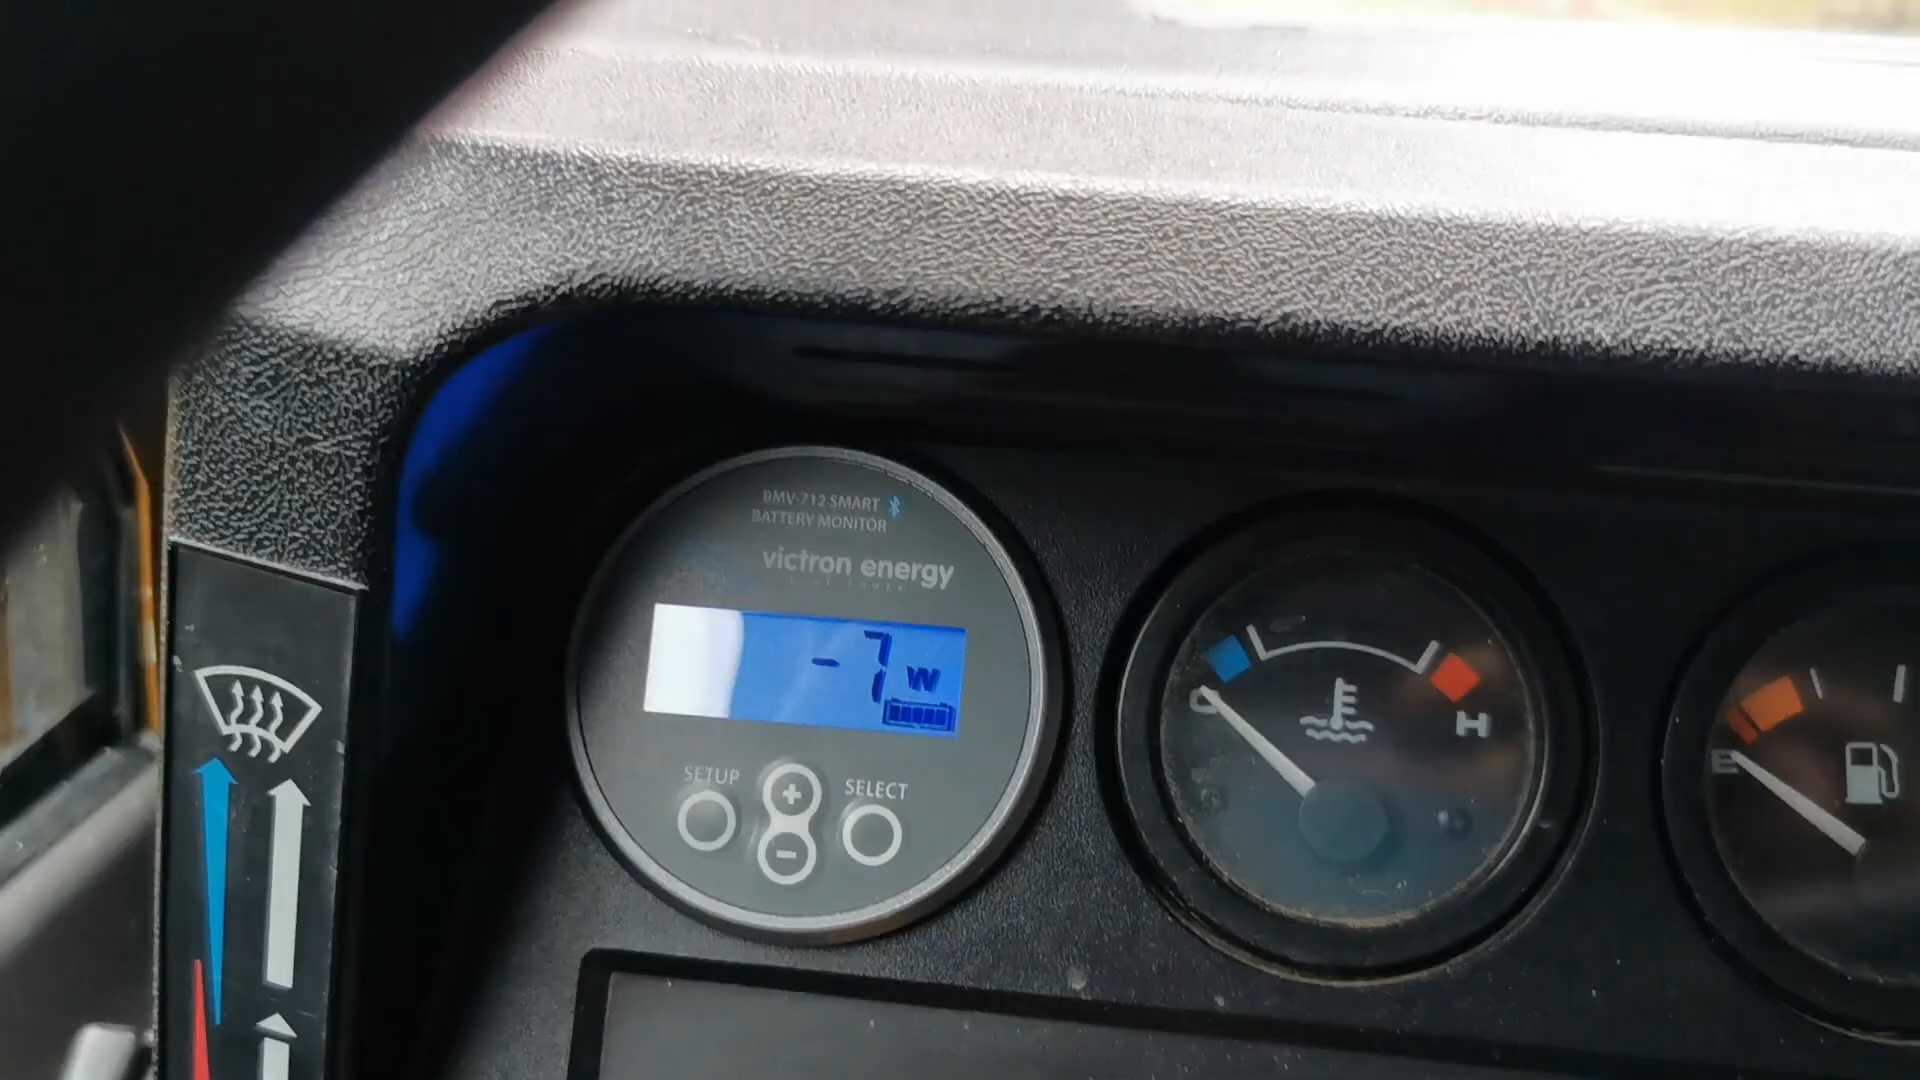 BMV-712 SMART
BATTERY MONITOR
victron energy
-7 W
SETUP
+
SELECT
-
C
H
E